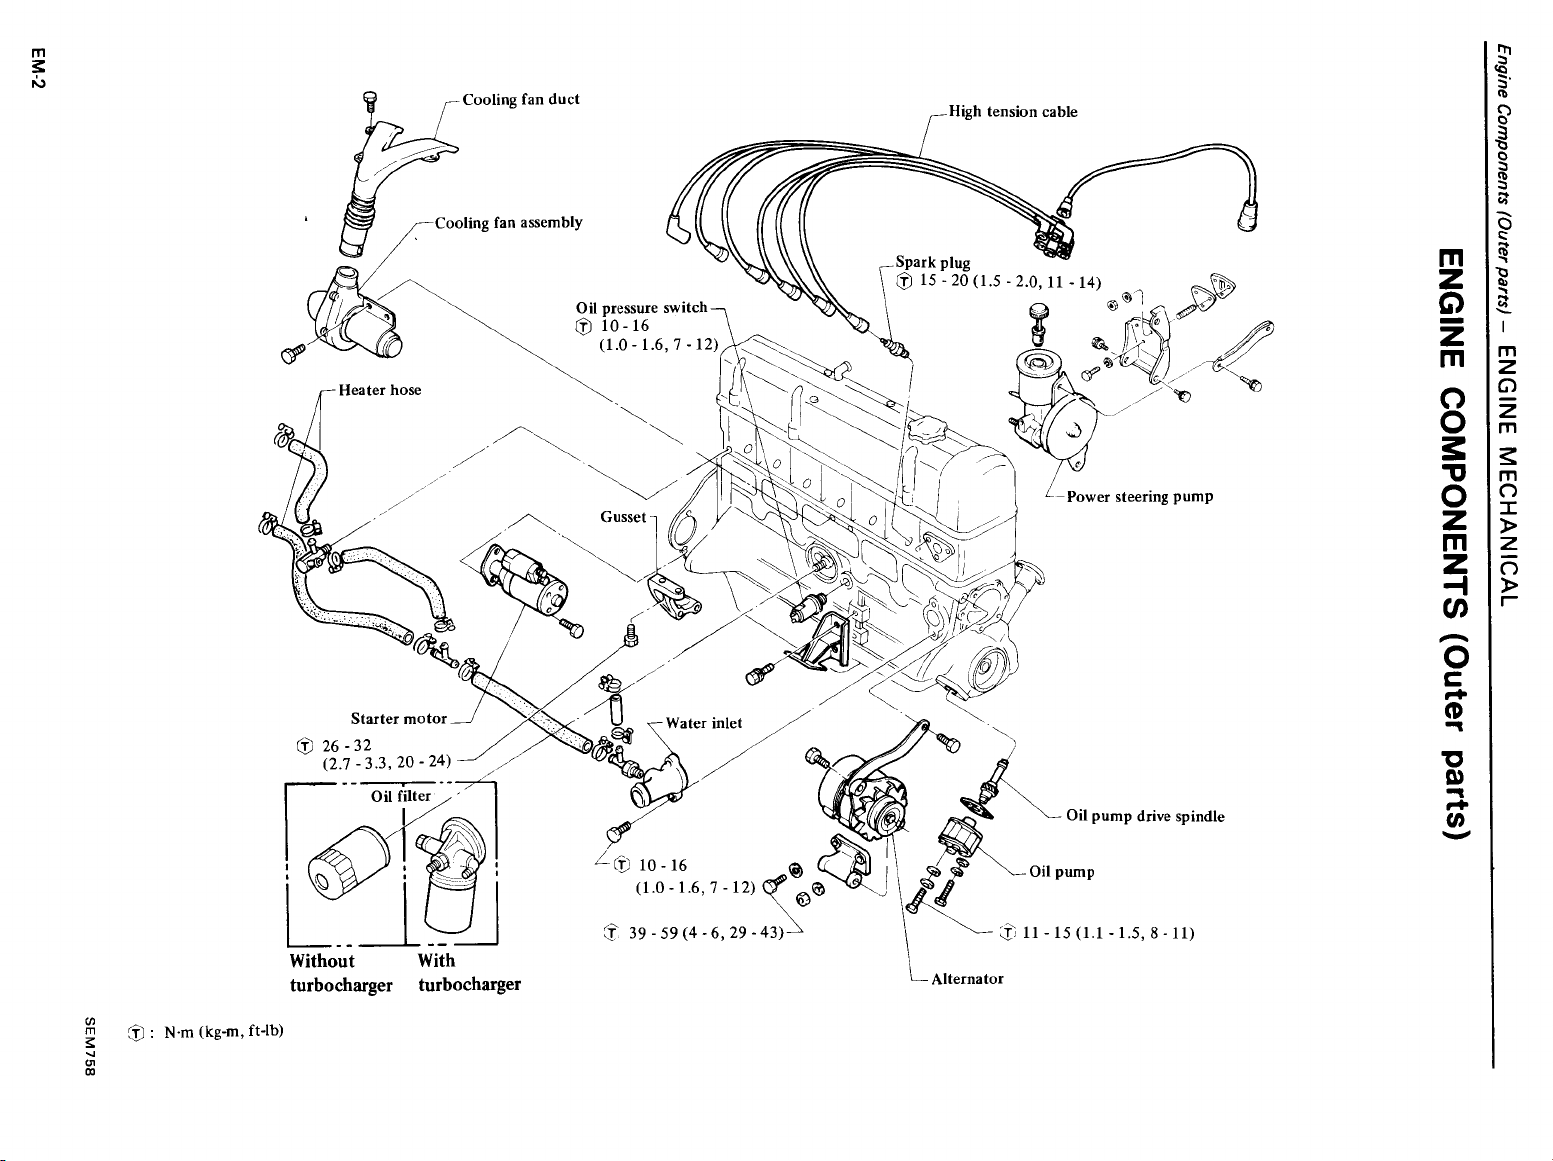 Engine Components (Outer parts) – ENGINE MECHANICAL
ENGINE COMPONENTS (Outer parts)
Cooling fan duct
High tension cable
Cooling fan assembly
Spark plug
Ⓣ 15 - 20 (1.5 - 2.0, 11 - 14)
Oil pressure switch
Ⓣ 10 - 16
(1.0 - 1.6, 7 - 12)
Heater hose
Power steering pump
Gusset
Starter motor
Water inlet
Ⓣ 26 - 32
(2.7 - 3.3, 20 - 24)
Oil filter
Oil pump drive spindle
Ⓣ 10 - 16
(1.0 - 1.6, 7 - 12)
Oil pump
Ⓣ 39 - 59 (4 - 6, 29 - 43)
Ⓣ 11 - 15 (1.1 - 1.5, 8 - 11)
Without
turbocharger
With
turbocharger
Alternator
Ⓣ : N·m (kg-m, ft-lb)
SEM758
EM-2